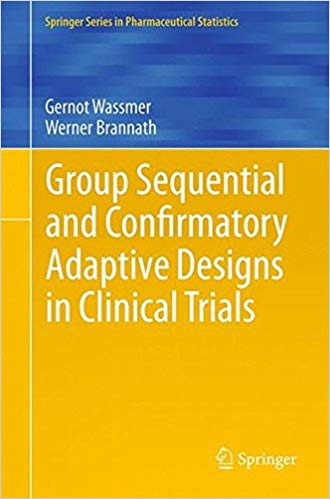 Springer Series in Pharmaceutical Statistics
Gernot Wassmer
Werner Brannath
Group Sequential
and Confirmatory
Adaptive Designs
in Clinical Trials
Springer